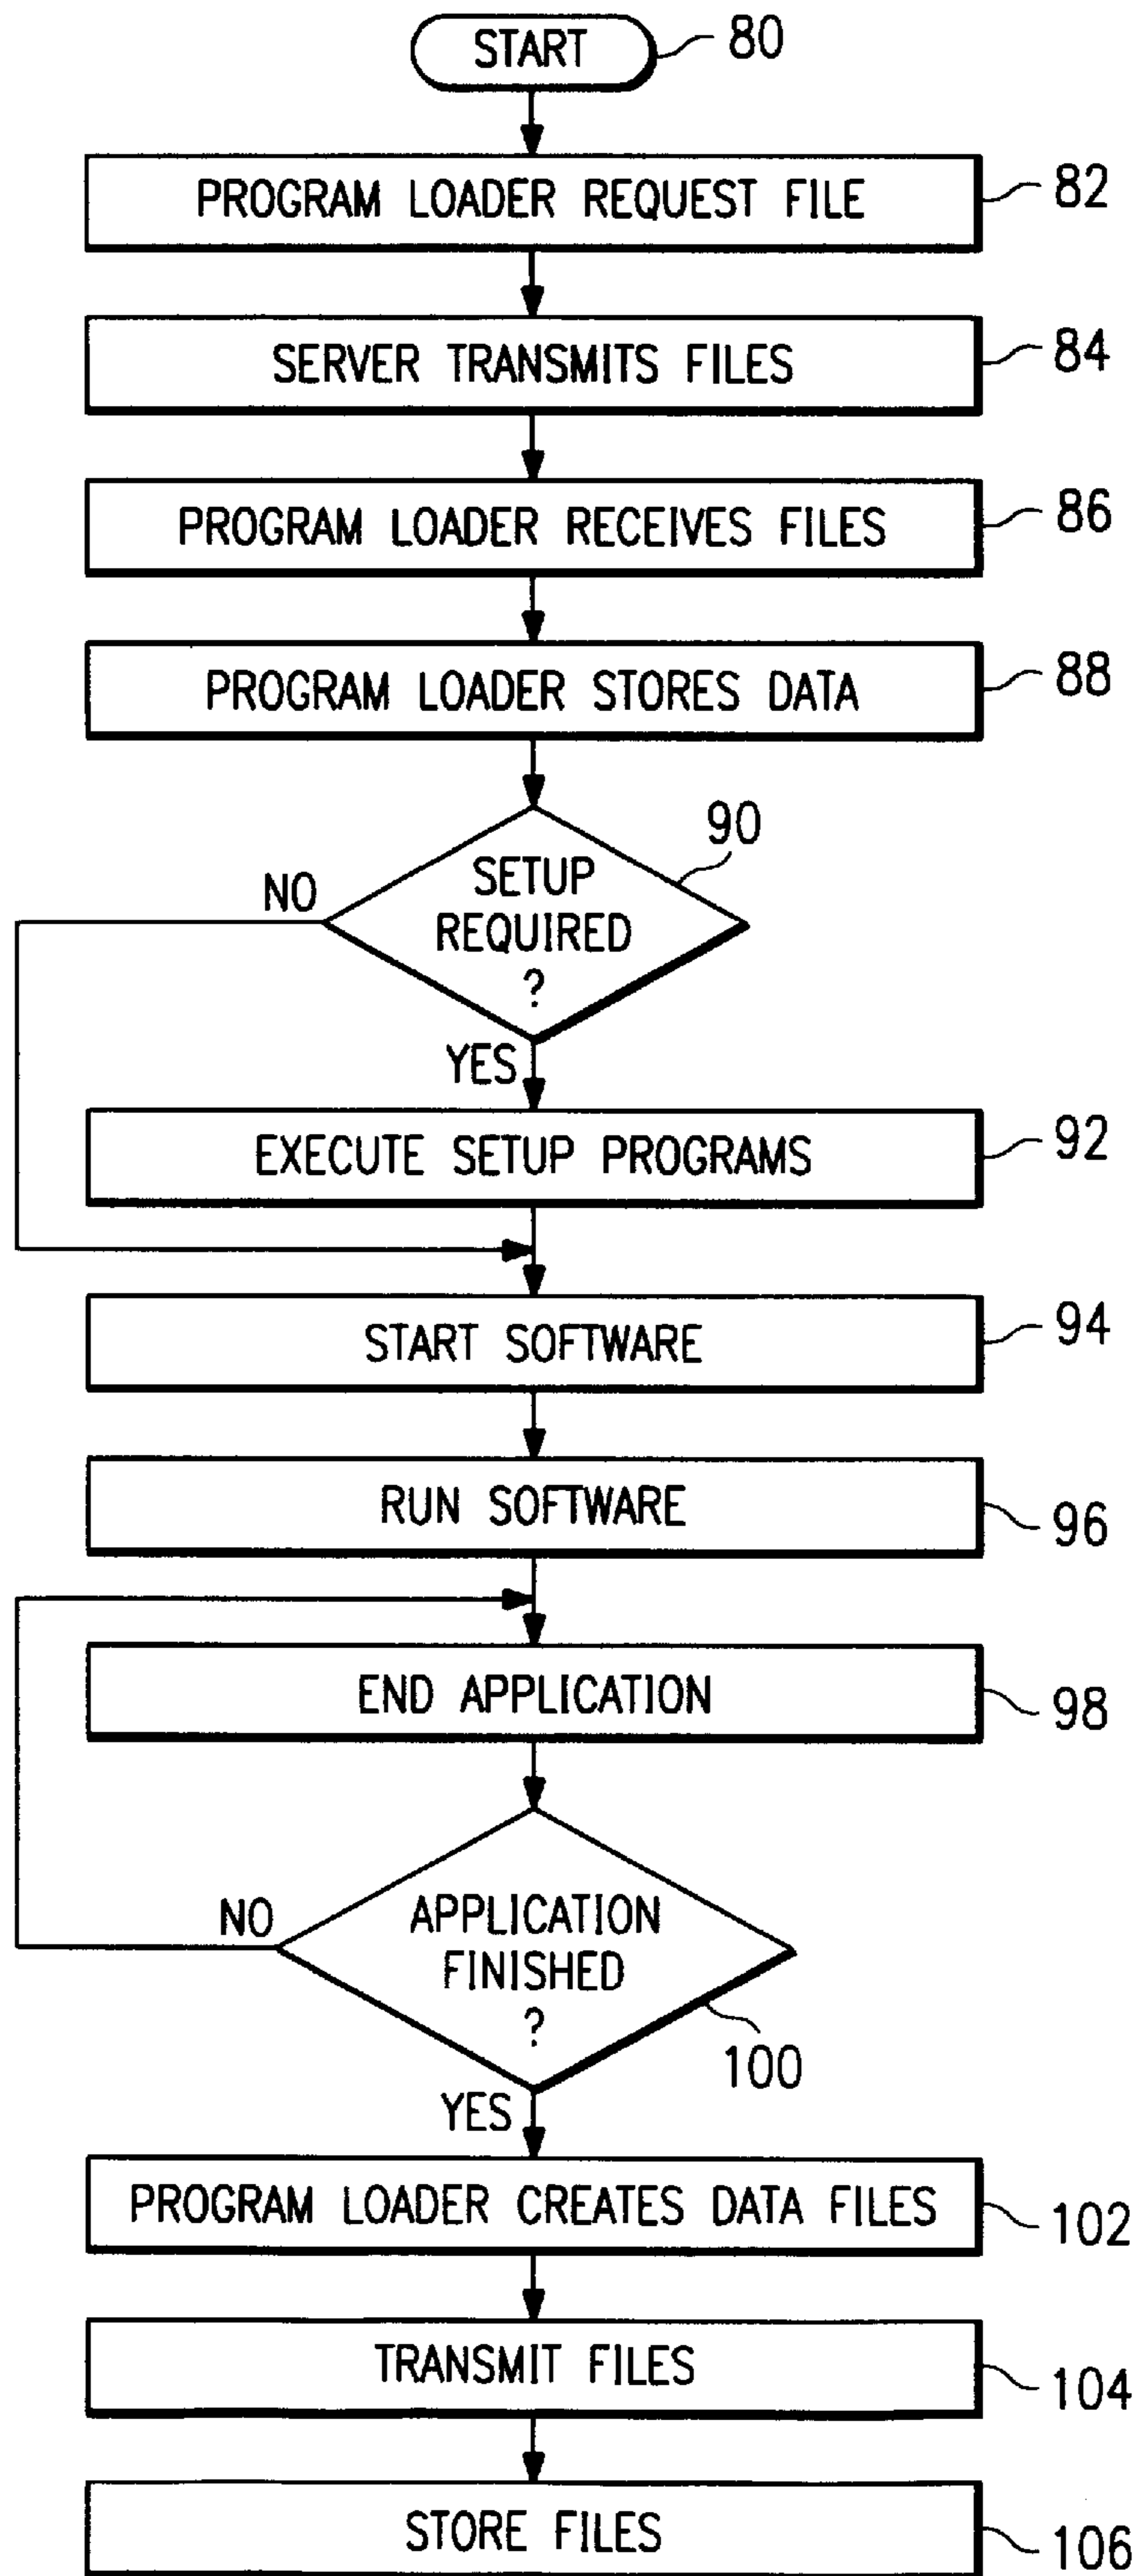 START
80
PROGRAM LOADER REQUEST FILE
82
SERVER TRANSMITS FILES
84
PROGRAM LOADER RECEIVES FILES
86
PROGRAM LOADER STORES DATA
88
90
SETUP
REQUIRED
?
NO
YES
EXECUTE SETUP PROGRAMS
92
START SOFTWARE
94
RUN SOFTWARE
96
END APPLICATION
98
APPLICATION
FINISHED
?
NO
100
YES
PROGRAM LOADER CREATES DATA FILES
102
TRANSMIT FILES
104
STORE FILES
106